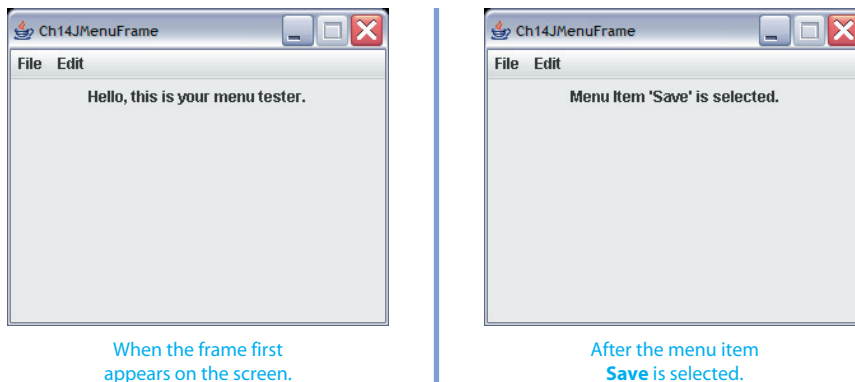 Ch14JMenuFrame
File Edit
Hello, this is your menu tester.
When the frame first
appears on the screen.
Ch14JMenuFrame
File Edit
Menu Item 'Save' is selected.
After the menu item
Save is selected.